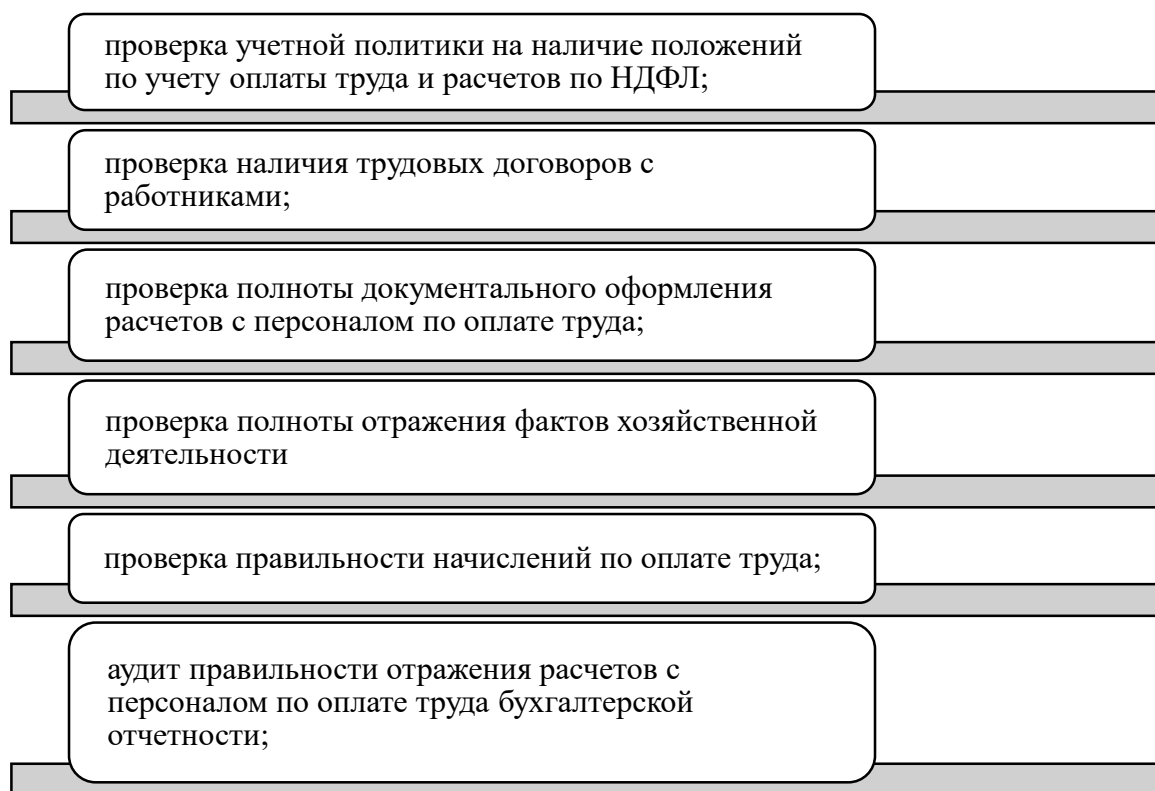 проверка учетной политики на наличие положений
по учету оплаты труда и расчетов по НДФЛ;
проверка наличия трудовых договоров с
работниками;
проверка полноты документального оформления
расчетов с персоналом по оплате труда;
проверка полноты отражения фактов хозяйственной
деятельности
проверка правильности начислений по оплате труда;
аудит правильности отражения расчетов с
персоналом по оплате труда бухгалтерской
отчетности;